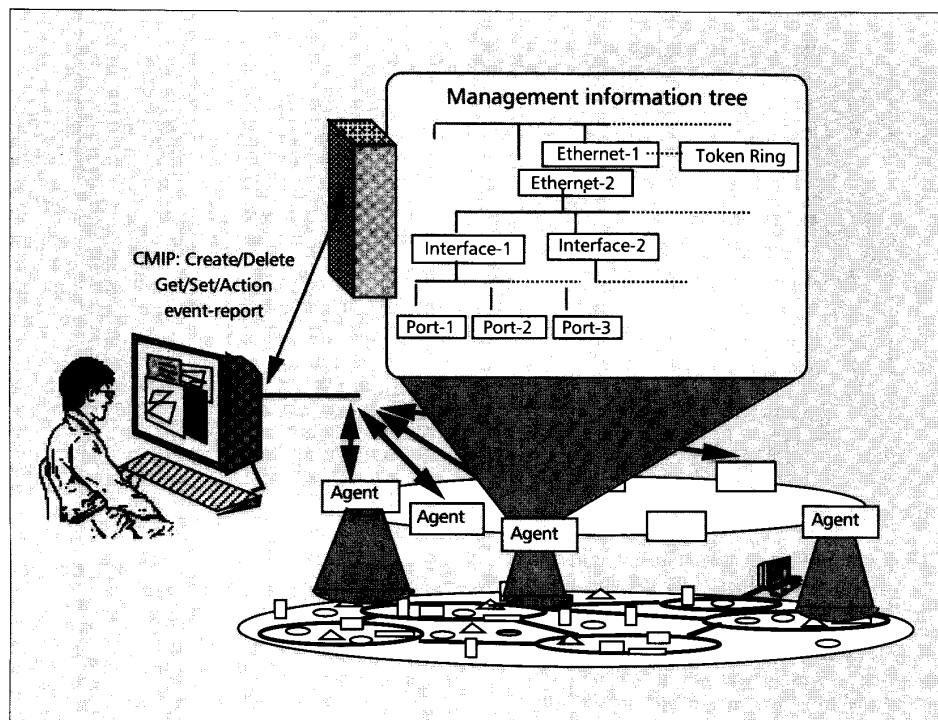 Management information tree
Ethernet-1
Token Ring
Ethernet-2
Interface-1
Interface-2
Port-1
Port-2
Port-3
CMIP: Create/Delete
Get/Set/Action
event-report
Agent
Agent
Agent
Agent